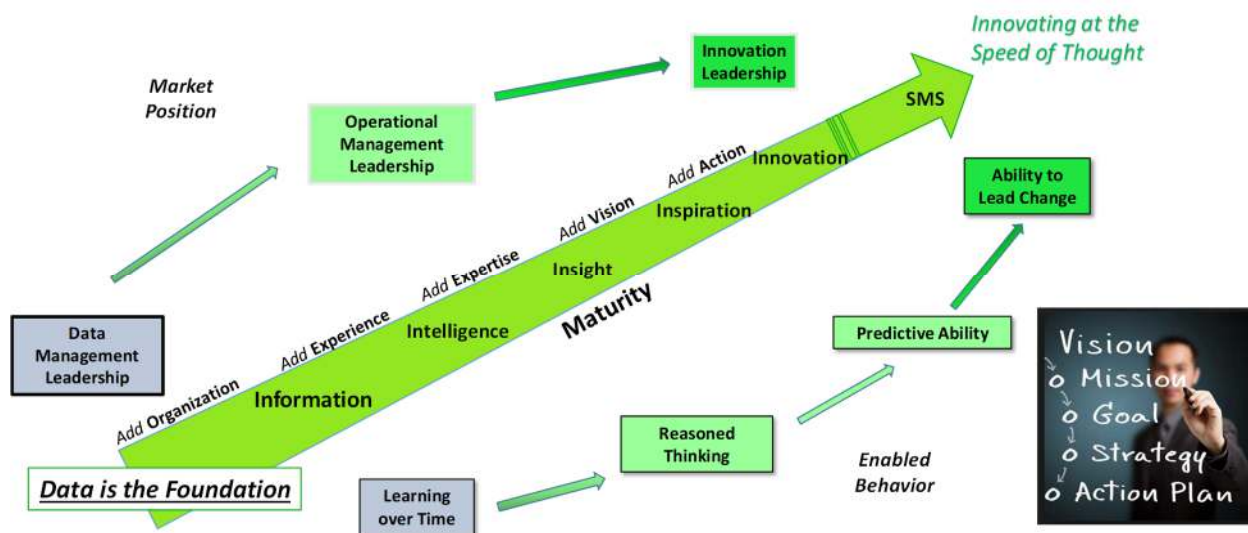 Innovating at the
Speed of Thought
Innovation
Leadership
Market
Position
Operational
Management
Leadership
SMS
Add Action
Innovation
Ability to
Lead Change
Add Vision
Inspiration
Add Expertise
Insight
Maturity
Add Experience
Intelligence
Data
Management
Leadership
Predictive Ability
Add Organization
Information
Reasoned
Thinking
Enabled
Behavior
Data is the Foundation
Learning
over Time
Vision
Mission
Goal
Strategy
Action Plan